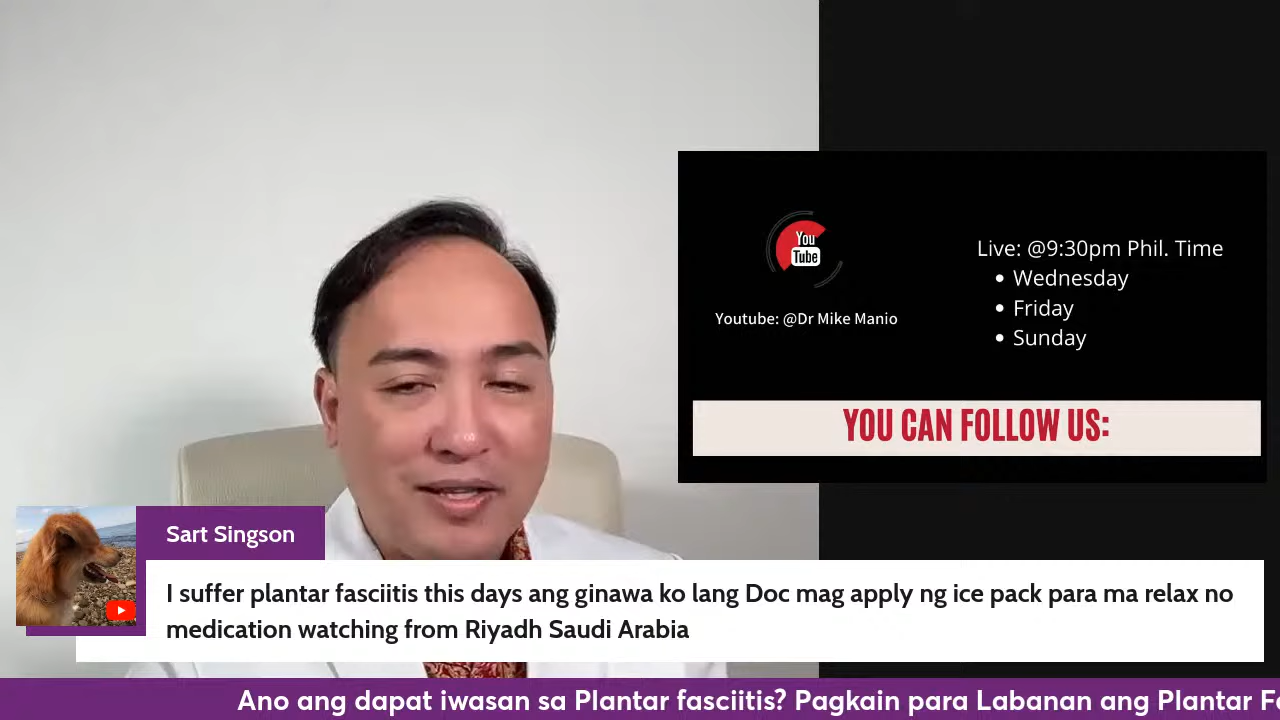 You
Tube
Youtube: @Dr Mike Manio
Live: @9:30pm Phil. Time
• Wednesday
• Friday
• Sunday
YOU CAN FOLLOW US:
Sart Singson
I suffer plantar fasciitis this days ang ginawa ko lang Doc mag apply ng ice pack para ma relax no
medication watching from Riyadh Saudi Arabia
Ano ang dapat iwasan sa Plantar fasciitis? Pagkain para Labanan ang Plantar